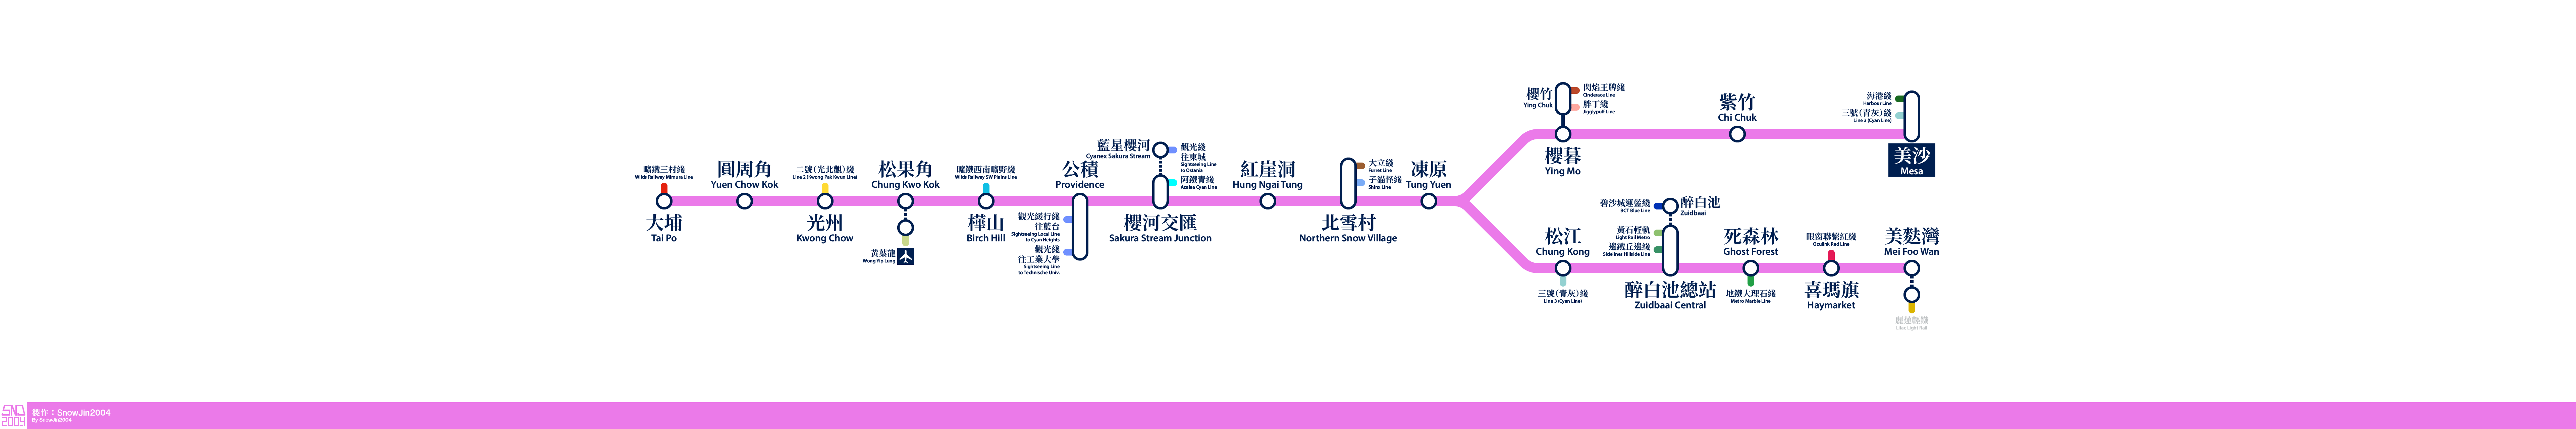 曠鐵三村綫
Wilds Railway Mimura Line
大埔
Tai Po
圓周角
Yuen Chow Kok
二號(光北觀)綫
Line 2 (Kwong Pak Kwun Line)
光州
Kwong Chow
松果角
Chung Kwo Kok
黃葉龍
Wong Yip Lung
曠鐵西南曠野綫
Wilds Railway SW Plains Line
樺山
Birch Hill
公積
Providence
觀光緩行綫
往藍台
Sightseeing Local Line
to Cyan Heights
觀光綫
往工業大學
Sightseeing Line
to Technische Univ.
藍星櫻河
Cyanex Sakura Stream
觀光綫
往東城
Sightseeing Line
to Ostania
阿鐵青綫
Azalea Cyan Line
櫻河交匯
Sakura Stream Junction
紅崖洞
Hung Ngai Tung
大立綫
Furret Line
子貓怪綫
Shinx Line
北雪村
Northern Snow Village
凍原
Tung Yuen
櫻竹
Ying Chuk
閃焰王牌綫
Cinderace Line
胖丁綫
Jigglypuff Line
櫻暮
Ying Mo
紫竹
Chi Chuk
海港綫
Harbour Line
三號(青灰)綫
Line 3 (Cyan Line)
美沙
Mesa
松江
Chung Kong
三號(青灰)綫
Line 3 (Cyan Line)
碧沙城運藍綫
BCT Blue Line
醉白池
Zuidbaai
黃石輕軌
Light Rail Metro
邊鐵丘邊綫
Sidelines Hillside Line
醉白池總站
Zuidbaai Central
死森林
Ghost Forest
地鐵大理石綫
Metro Marble Line
眼窗聯繫紅綫
Oculink Red Line
喜瑪旗
Haymarket
美麩灣
Mei Foo Wan
麗蓮輕鐵
Lilac Light Rail
SNJ
2004
製作：SnowJin2004
By SnowJin2004